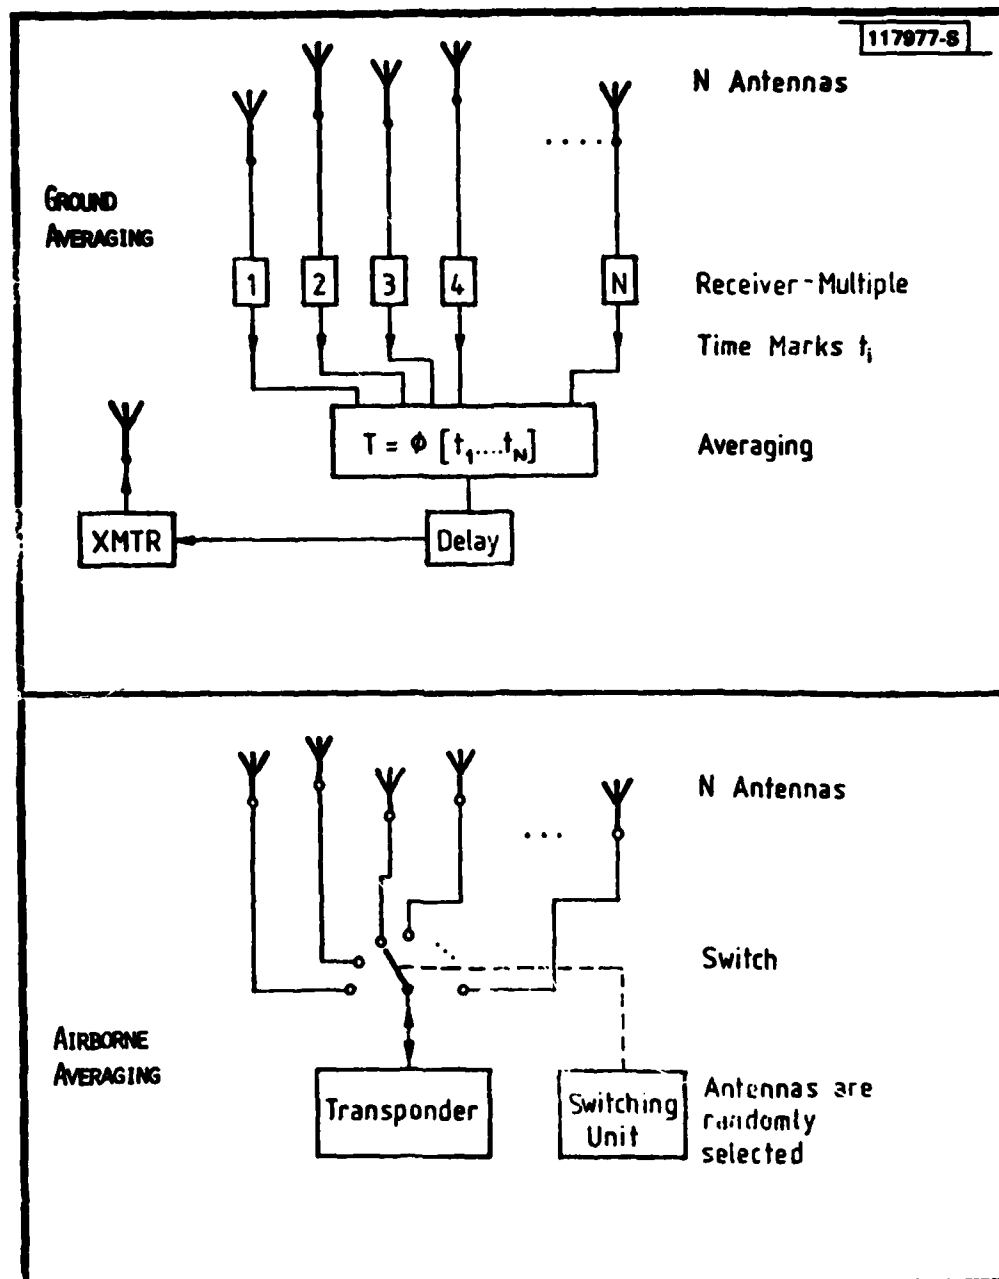 117977-S
N Antennas
GROUND
AVERAGING
1 2 3 4 N
Receiver-Multiple
Time Marks tᵢ
T = ϕ [t₁....t_N]
Averaging
XMTR
Delay
N Antennas
Switch
AIRBORNE
AVERAGING
Transponder
Switching
Unit
Antennas are
randomly
selected